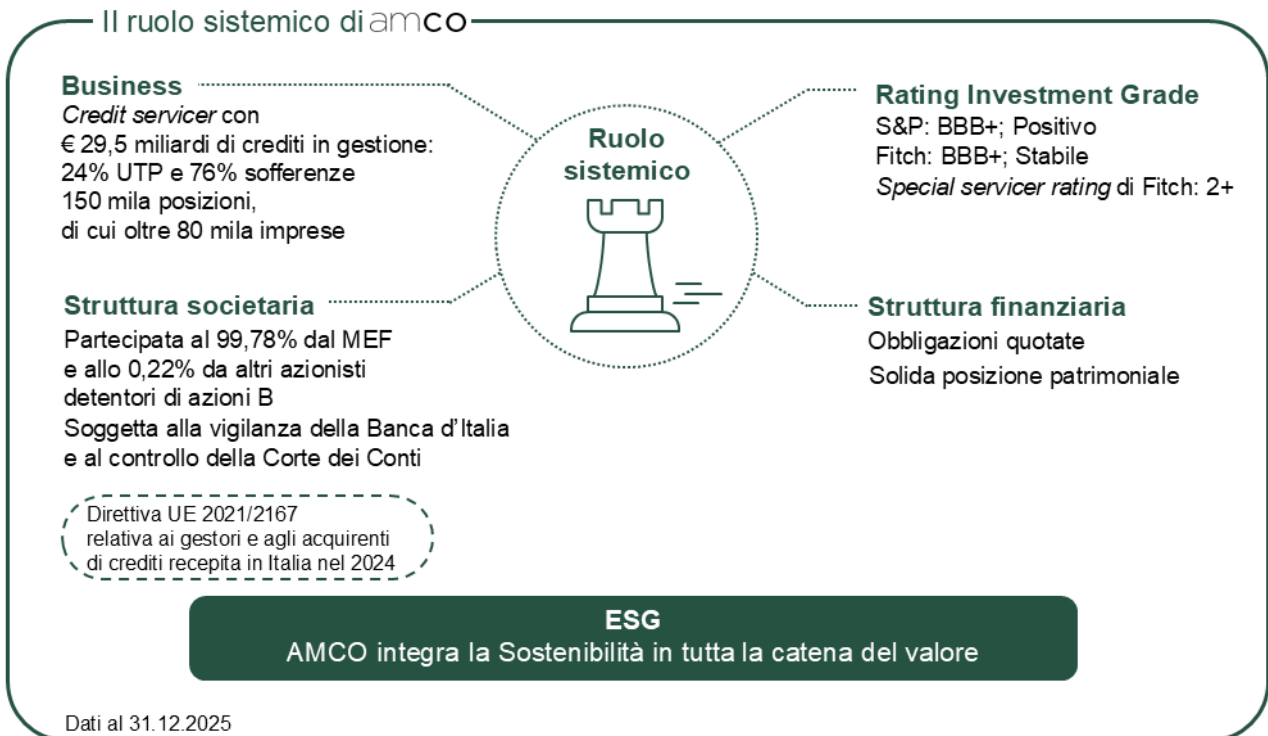 Il ruolo sistemico di amco
Business
Credit servicer con
€ 29,5 miliardi di crediti in gestione:
24% UTP e 76% sofferenze
150 mila posizioni,
di cui oltre 80 mila imprese
Ruolo
sistemico
Rating Investment Grade
S&P: BBB+; Positivo
Fitch: BBB+; Stabile
Special servicer rating di Fitch: 2+
Struttura societaria
Partecipata al 99,78% dal MEF
e allo 0,22% da altri azionisti
detentori di azioni B
Soggetta alla vigilanza della Banca d'Italia
e al controllo della Corte dei Conti
Struttura finanziaria
Obbligazioni quotate
Solida posizione patrimoniale
Direttiva UE 2021/2167
relativa ai gestori e agli acquirenti
di crediti recepita in Italia nel 2024
ESG
AMCO integra la Sostenibilità in tutta la catena del valore
Dati al 31.12.2025